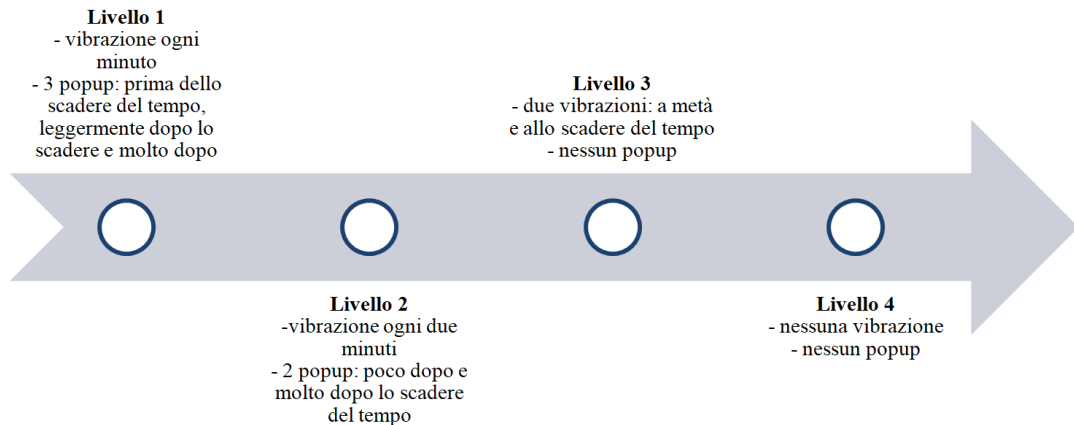 Livello 1
- vibrazione ogni
minuto
- 3 popup: prima dello
scadere del tempo,
leggermente dopo lo
scadere e molto dopo
Livello 2
-vibrazione ogni due
minuti
- 2 popup: poco dopo e
molto dopo lo scadere
del tempo
Livello 3
- due vibrazioni: a metà
e allo scadere del tempo
- nessun popup
Livello 4
- nessuna vibrazione
- nessun popup